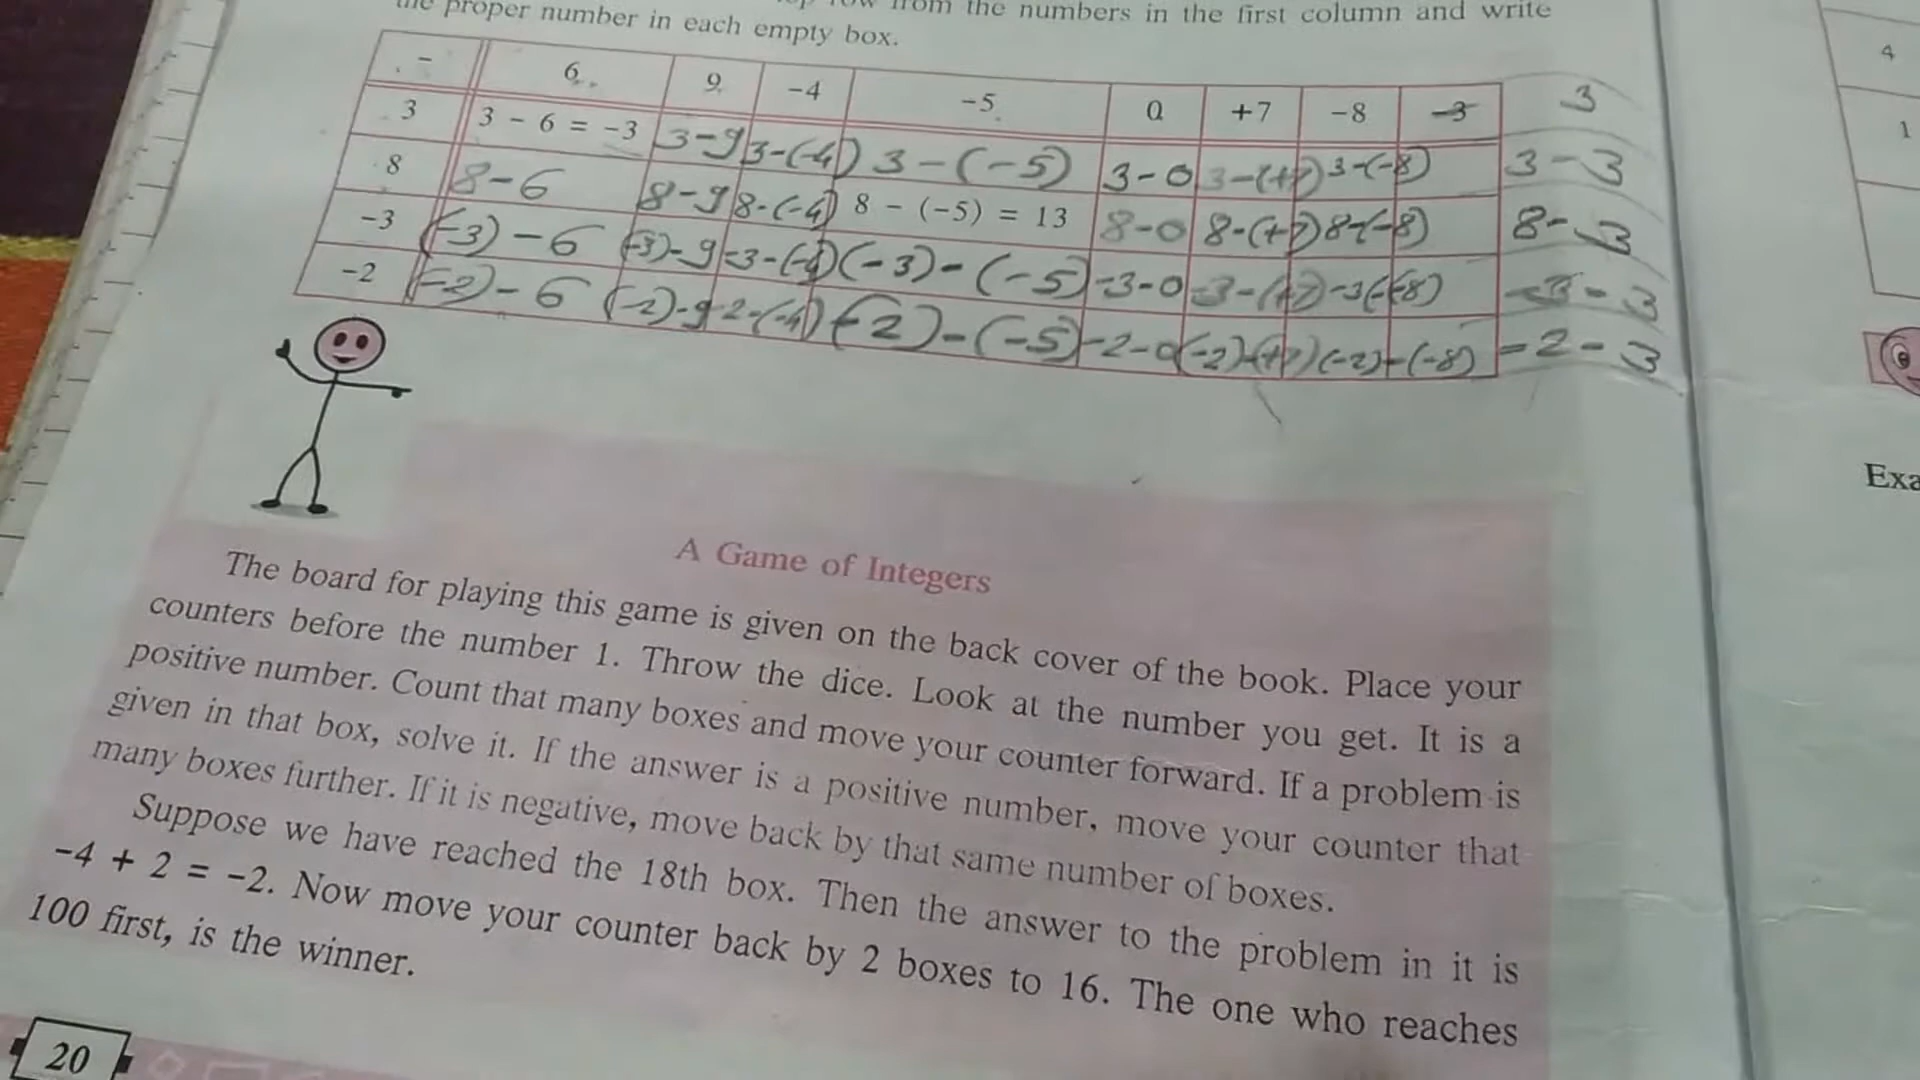 the proper number in each empty box.
row from the numbers in the first column and write
- 6 9 -4 -5 0 +7 -8 -3 3
3 3 - 6 = -3 3-9 3-(-4) 3-(-5) 3-0 3-(+7) 3-(-8) 3-3
8 8-6 8-9 8-(-4) 8 - (-5) = 13 8-0 8-(+7) 8-(-8) 8-3
-3 (-3)-6 (-3)-9 -3-(-4) (-3)-(-5) -3-0 -3-(+7) -3-(-8) -3-3
-2 (-2)-6 (-2)-9 -2-(-4) (-2)-(-5) -2-0 (-2)-(+7) (-2)-(-8) -2-3
A Game of Integers
The board for playing this game is given on the back cover of the book. Place your
counters before the number 1. Throw the dice. Look at the number you get. It is a
positive number. Count that many boxes and move your counter forward. If a problem is
given in that box, solve it. If the answer is a positive number, move your counter that
many boxes further. If it is negative, move back by that same number of boxes.
Suppose we have reached the 18th box. Then the answer to the problem in it is
-4 + 2 = -2. Now move your counter back by 2 boxes to 16. The one who reaches
100 first, is the winner.
20
4
1
Exa